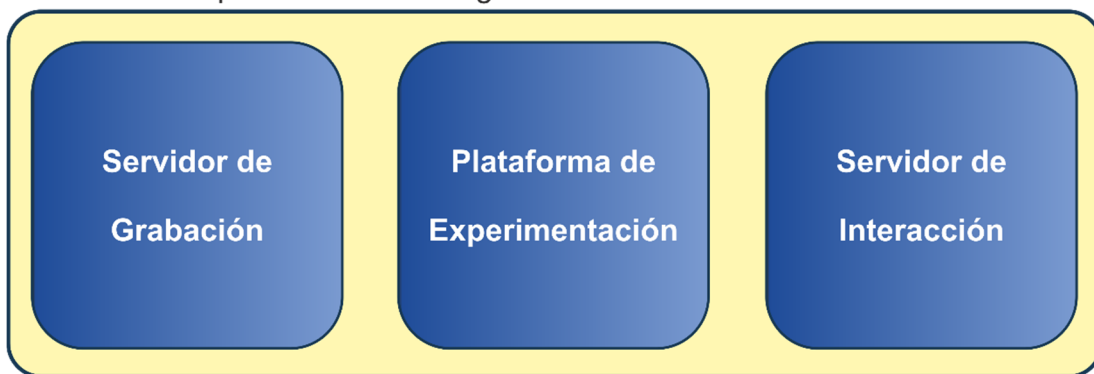 Servidor de
Grabación
Plataforma de
Experimentación
Servidor de
Interacción